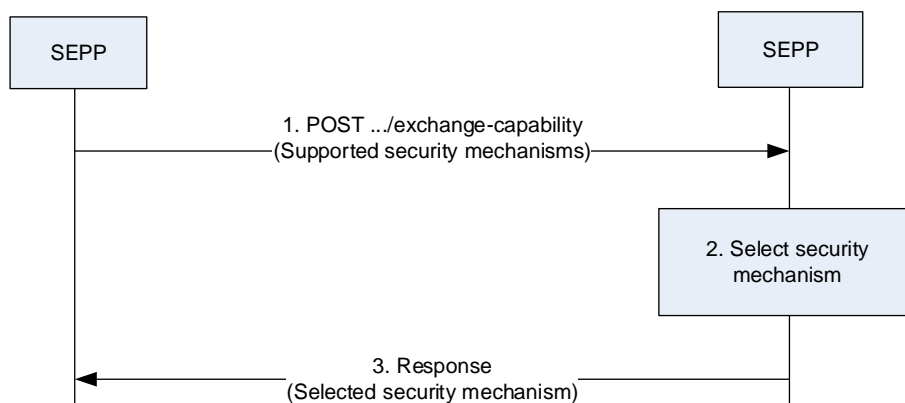 SEPP
SEPP
1. POST .../exchange-capability
(Supported security mechanisms)
2. Select security
mechanism
3. Response
(Selected security mechanism)